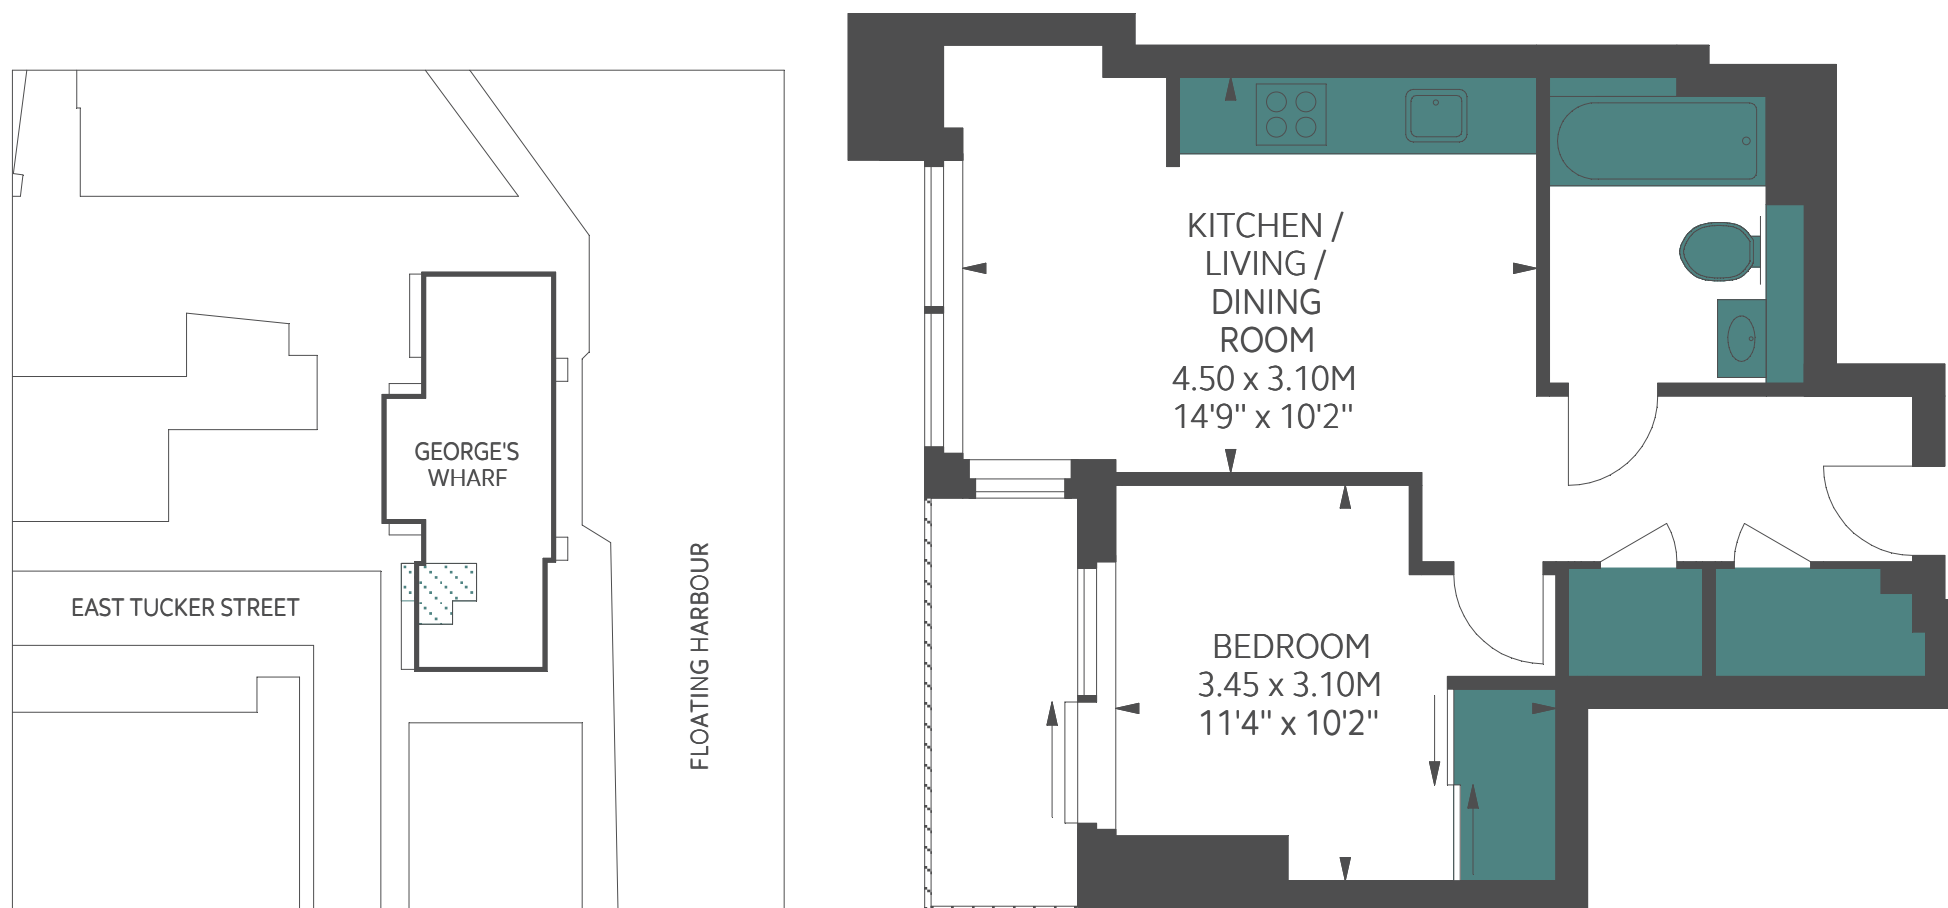 GEORGE'S
WHARF
EAST TUCKER STREET
FLOATING HARBOUR
KITCHEN /
LIVING /
DINING
ROOM
4.50 x 3.10M
14'9" x 10'2"
BEDROOM
3.45 x 3.10M
11'4" x 10'2"